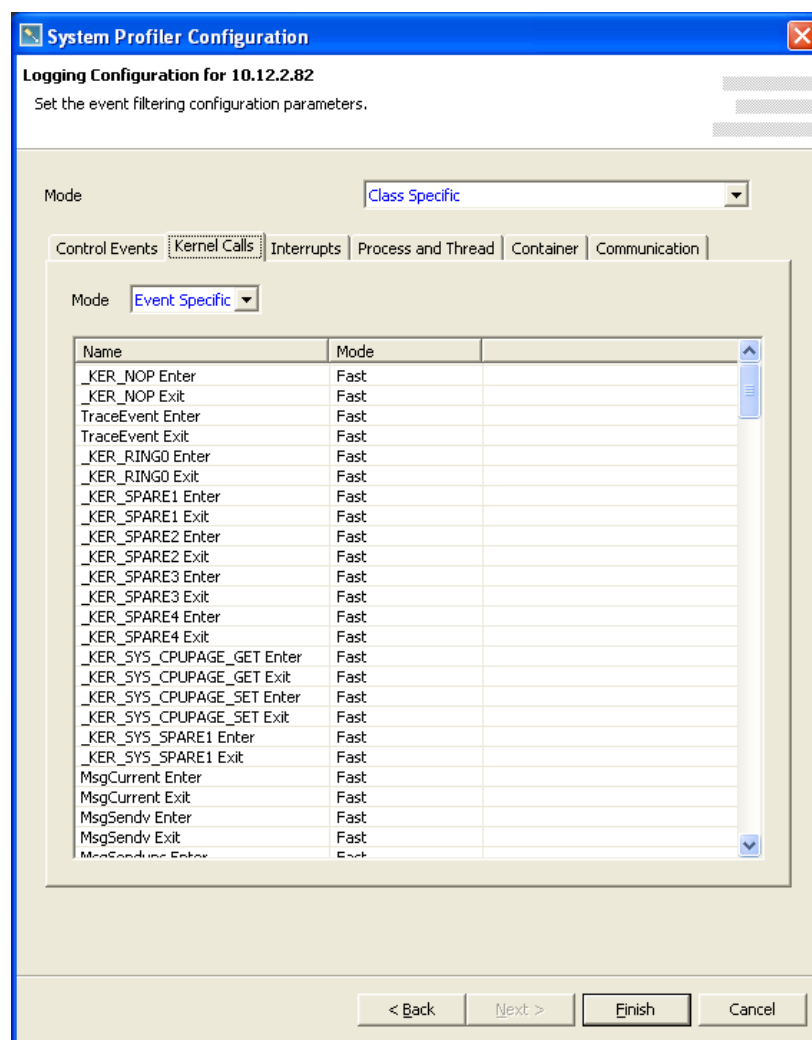 System Profiler Configuration
Logging Configuration for 10.12.2.82
Set the event filtering configuration parameters.
Mode Class Specific
Control Events Kernel Calls Interrupts Process and Thread Container Communication
Mode Event Specific
Name Mode
_KER_NOP Enter Fast
_KER_NOP Exit Fast
TraceEvent Enter Fast
TraceEvent Exit Fast
_KER_RING0 Enter Fast
_KER_RING0 Exit Fast
_KER_SPARE1 Enter Fast
_KER_SPARE1 Exit Fast
_KER_SPARE2 Enter Fast
_KER_SPARE2 Exit Fast
_KER_SPARE3 Enter Fast
_KER_SPARE3 Exit Fast
_KER_SPARE4 Enter Fast
_KER_SPARE4 Exit Fast
_KER_SYS_CPUPAGE_GET Enter Fast
_KER_SYS_CPUPAGE_GET Exit Fast
_KER_SYS_CPUPAGE_SET Enter Fast
_KER_SYS_CPUPAGE_SET Exit Fast
_KER_SYS_SPARE1 Enter Fast
_KER_SYS_SPARE1 Exit Fast
MsgCurrent Enter Fast
MsgCurrent Exit Fast
MsgSendv Enter Fast
MsgSendv Exit Fast
< Back Next > Finish Cancel